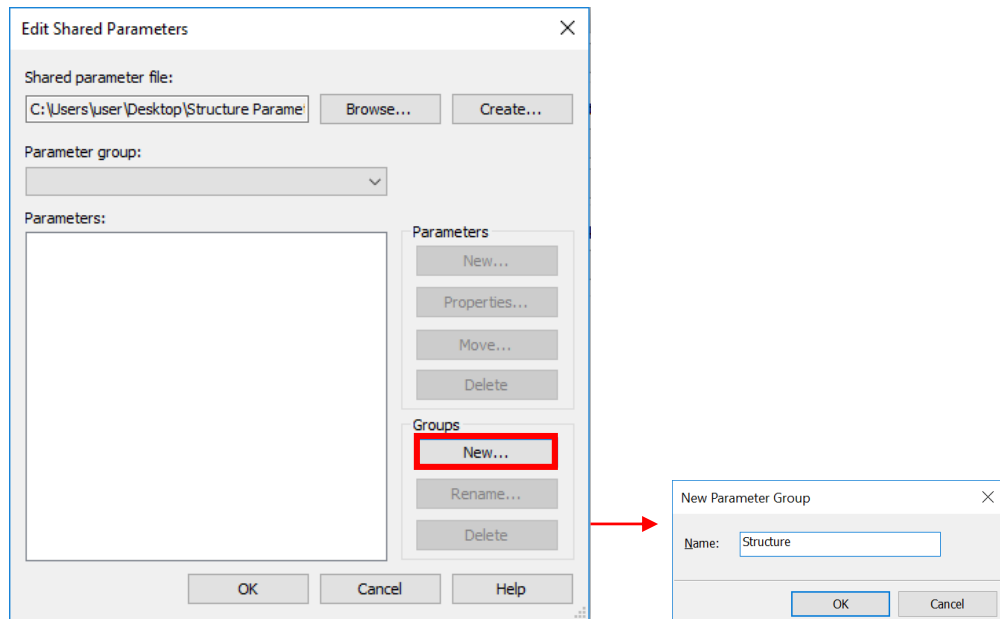 Edit Shared Parameters
Shared parameter file:
C:\Users\user\Desktop\Structure Parame
Browse...
Create...
Parameter group:
Parameters:
Parameters
New...
Properties...
Move...
Delete
Groups
New...
Rename...
Delete
OK
Cancel
Help
New Parameter Group
Name:
Structure
OK
Cancel